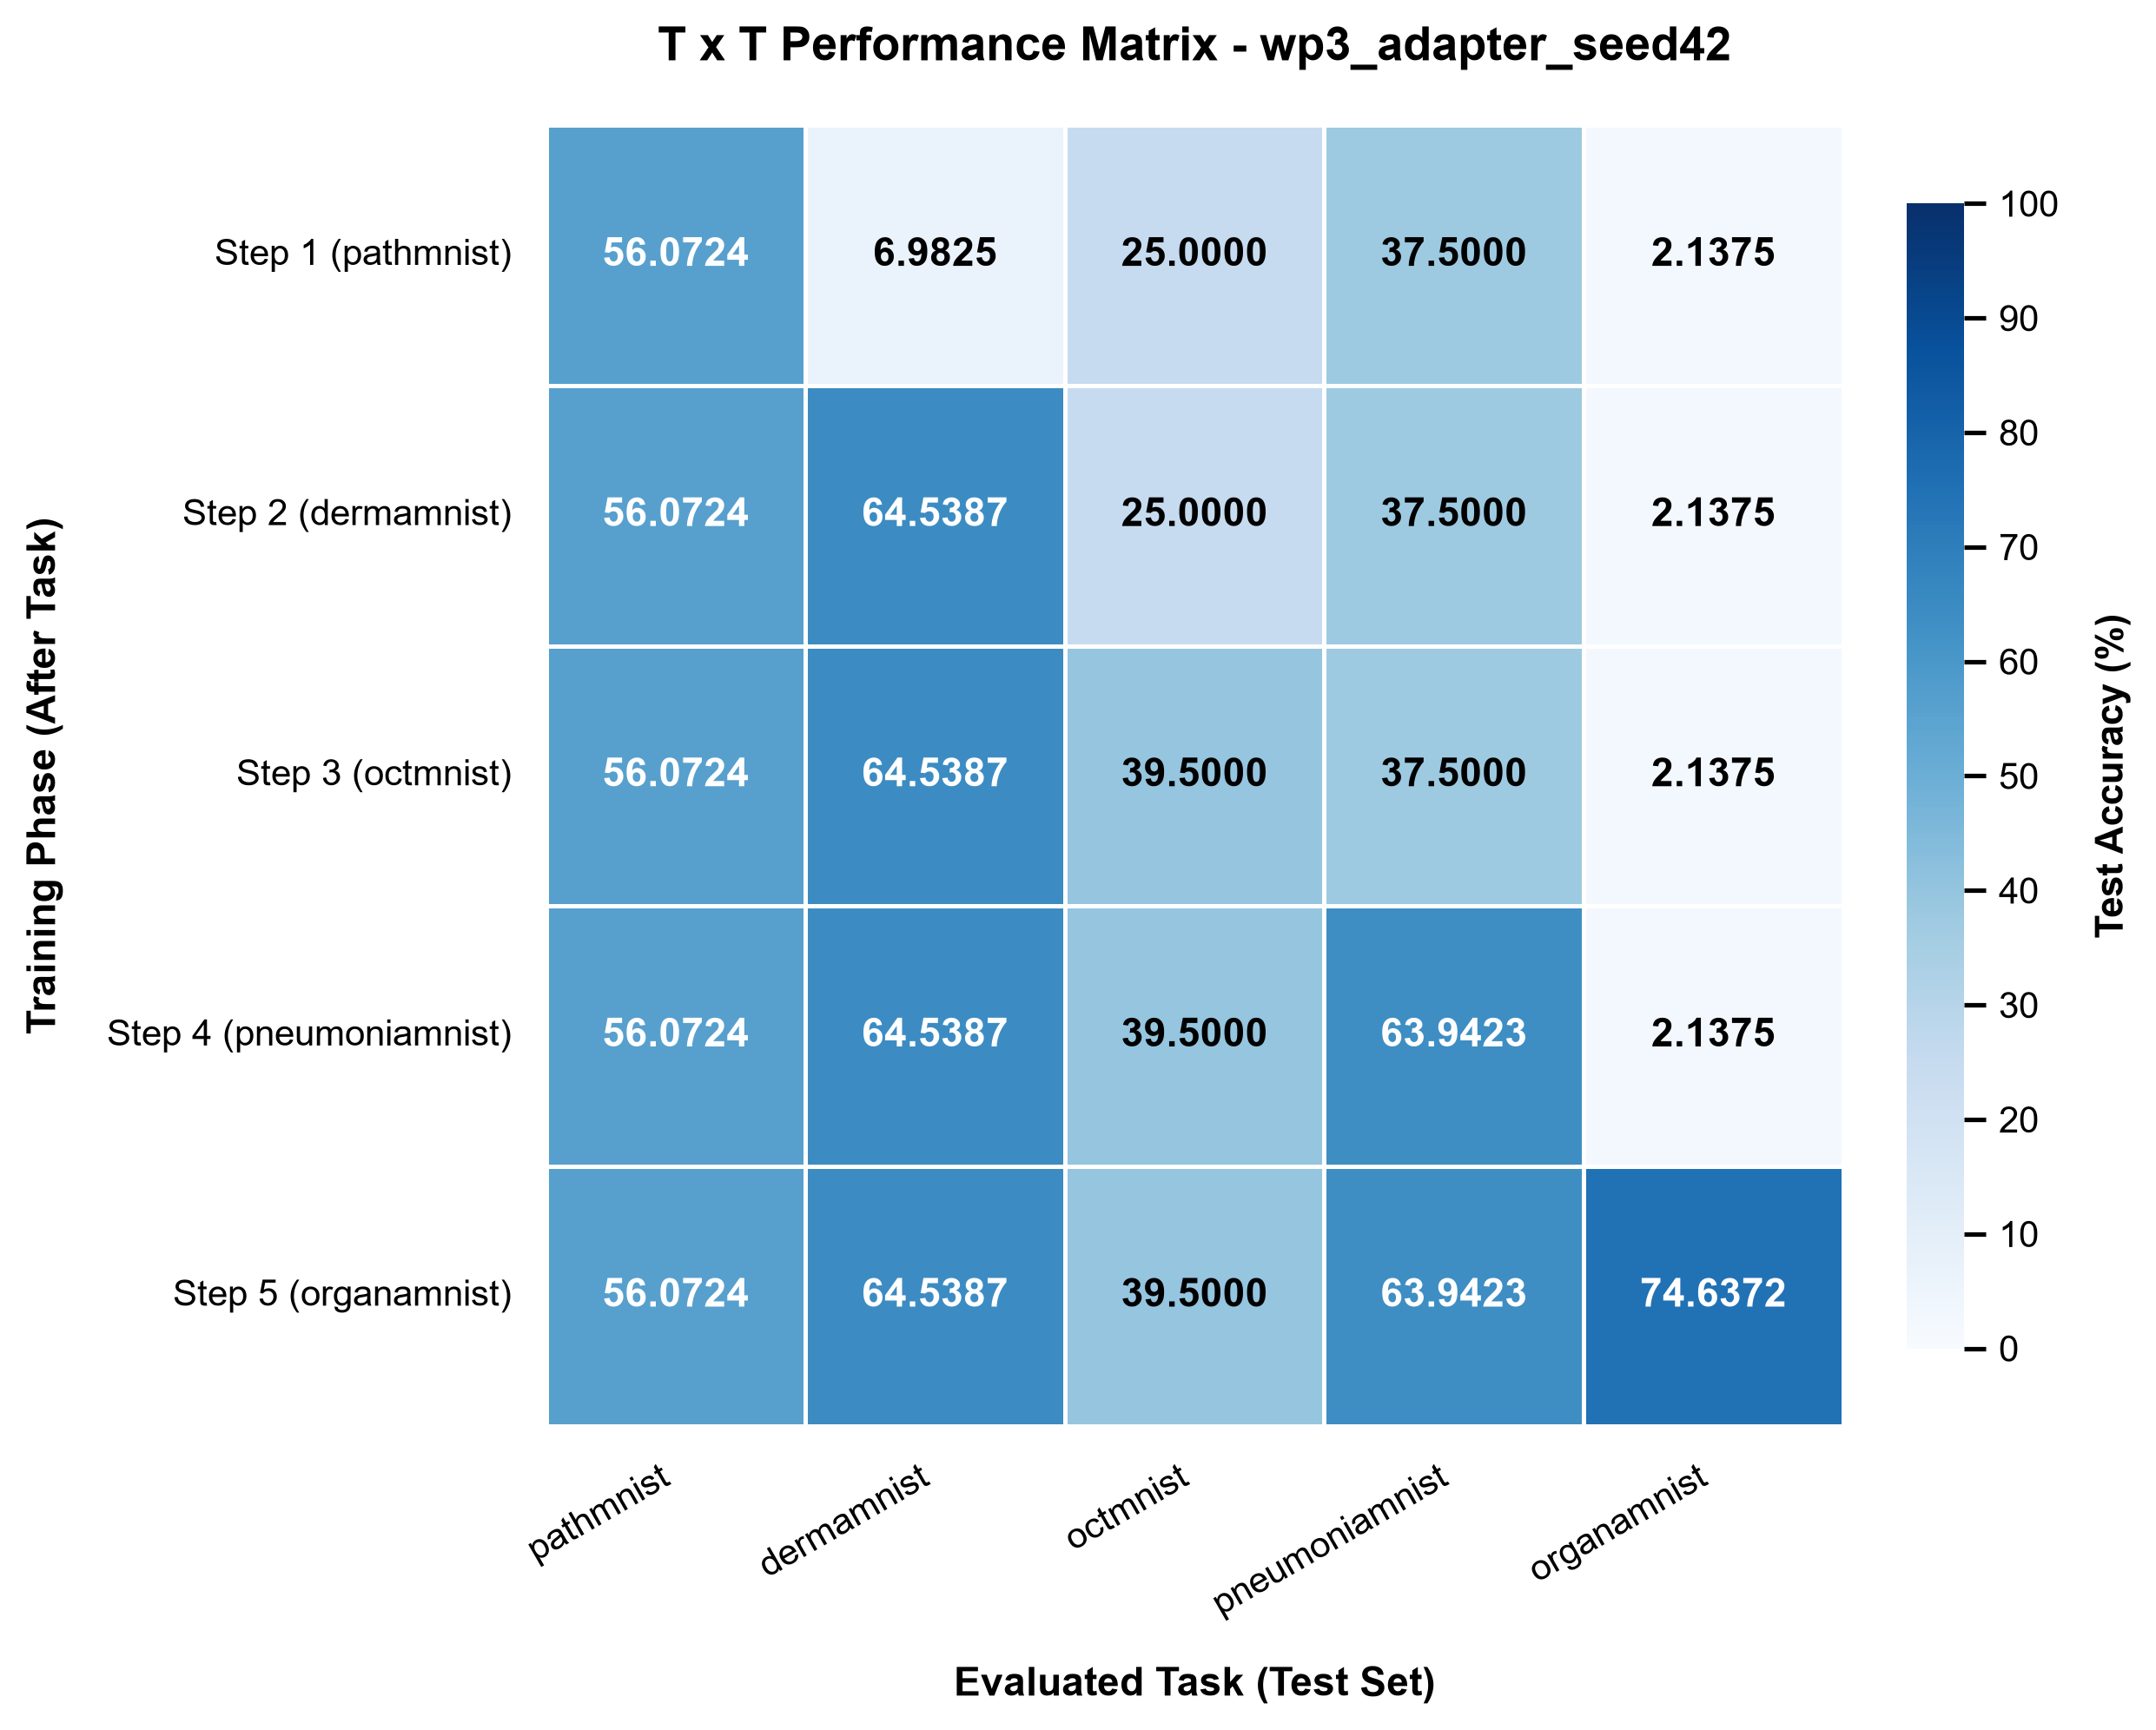 T x T Performance Matrix - wp3_adapter_seed42
Training Phase (After Task)
Step 1 (pathmnist) 56.0724 6.9825 25.0000 37.5000 2.1375
Step 2 (dermamnist) 56.0724 64.5387 25.0000 37.5000 2.1375
Step 3 (octmnist) 56.0724 64.5387 39.5000 37.5000 2.1375
Step 4 (pneumoniamnist) 56.0724 64.5387 39.5000 63.9423 2.1375
Step 5 (organamnist) 56.0724 64.5387 39.5000 63.9423 74.6372
pathmnist dermamnist octmnist pneumoniamnist organamnist
Evaluated Task (Test Set)
100
90
80
70
60
50
40
30
20
10
0
Test Accuracy (%)